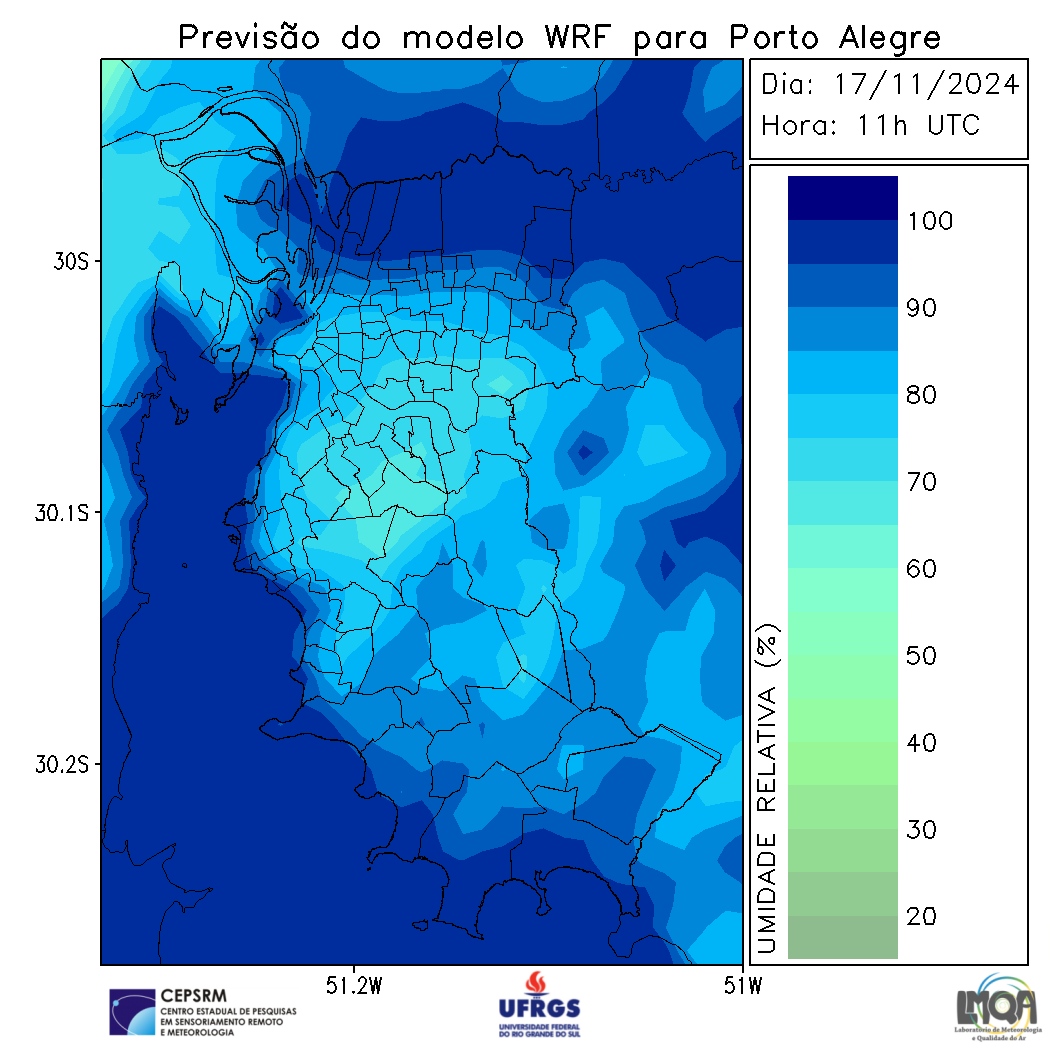 Previsão do modelo WRF para Porto Alegre
Dia: 17/11/2024
Hora: 11h UTC
100
90
80
70
60
50
40
30
20
UMIDADE RELATIVA (%)
30S
30.1S
30.2S
51.2W
51W
CEPSRM
CENTRO ESTADUAL DE PESQUISAS
EM SENSORIAMENTO REMOTO
E METEOROLOGIA
UFRGS
UNIVERSIDADE FEDERAL
DO RIO GRANDE DO SUL
LMQA
Laboratório de Meteorologia
e Qualidade do Ar